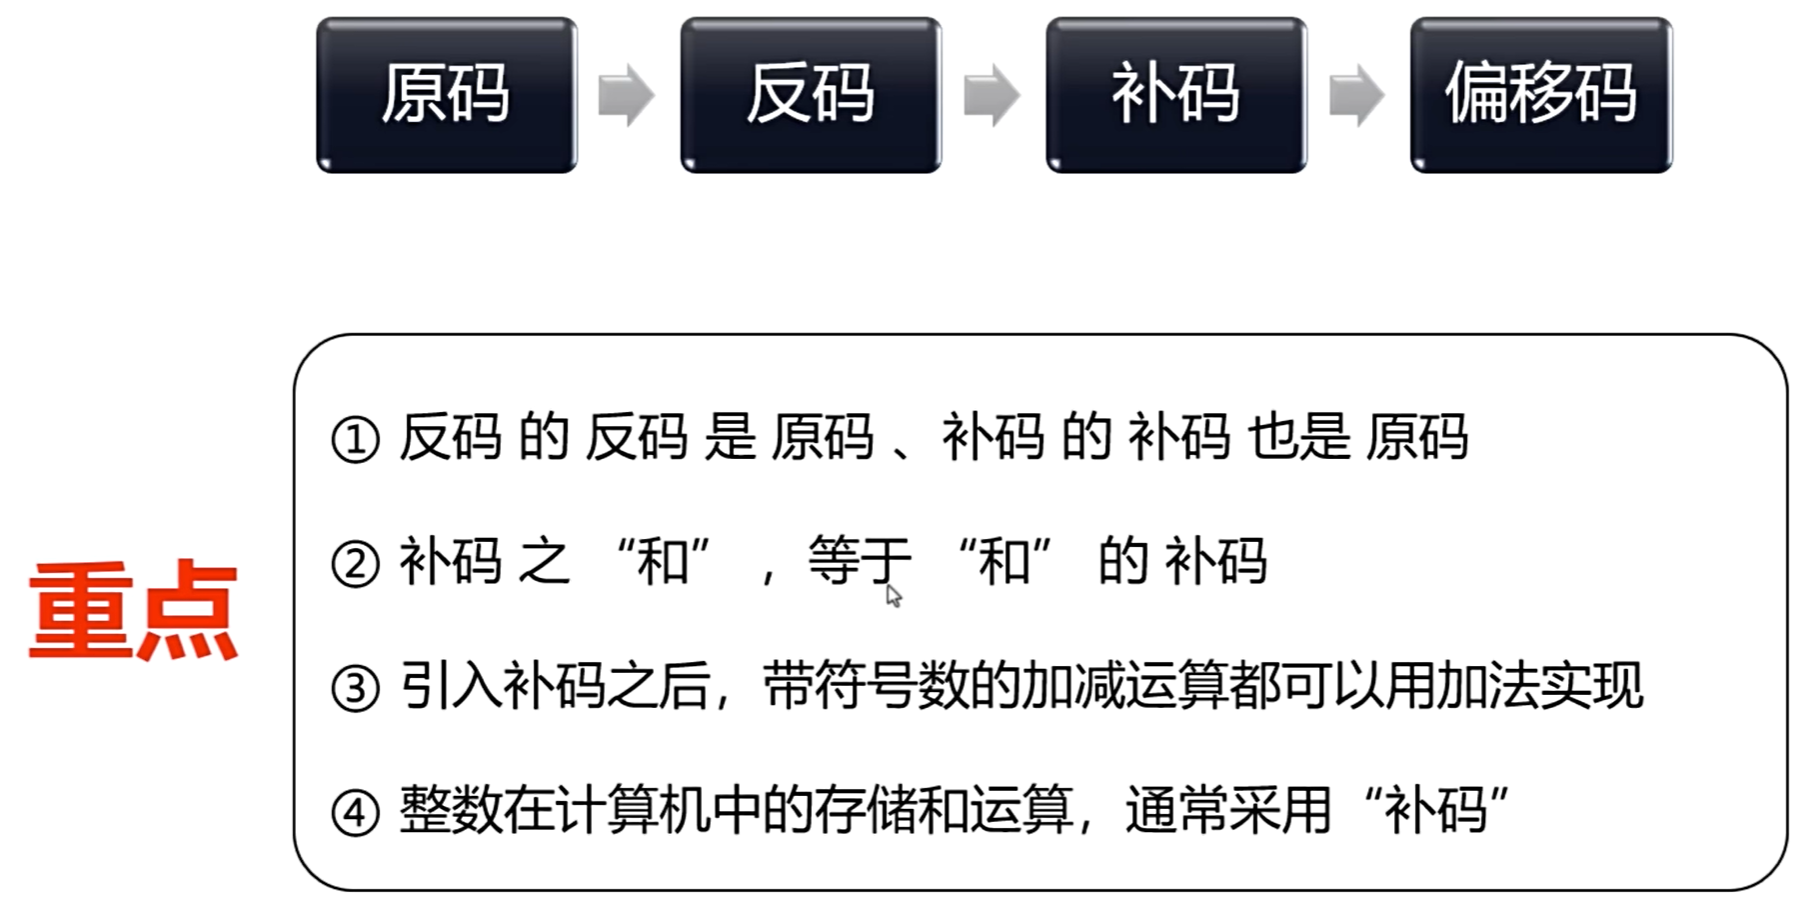 原码 反码 补码 偏移码
① 反码 的 反码 是 原码 、补码 的 补码 也是 原码
② 补码 之 “和” ，等于 “和” 的 补码
重点
③ 引入补码之后，带符号数的加减运算都可以用加法实现
④ 整数在计算机中的存储和运算，通常采用“补码”